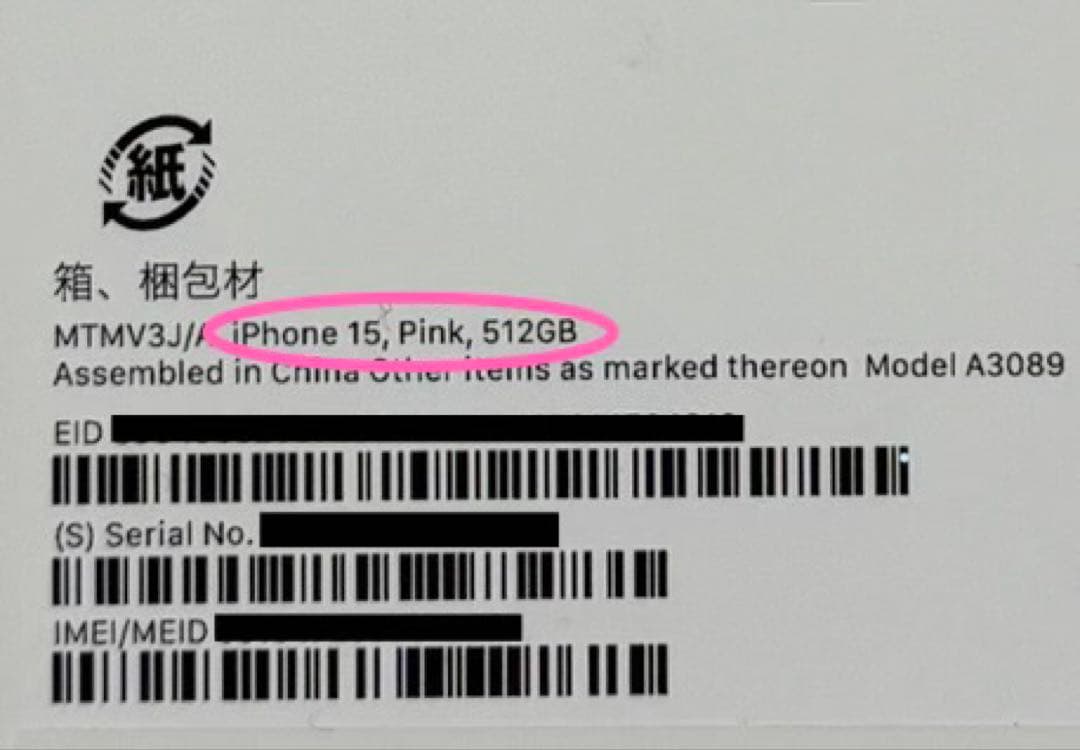 紙
箱、梱包材
MTMV3J/A iPhone 15, Pink, 512GB
Assembled in China Other items as marked thereon Model A3089
EID
(S) Serial No.
IMEI/MEID